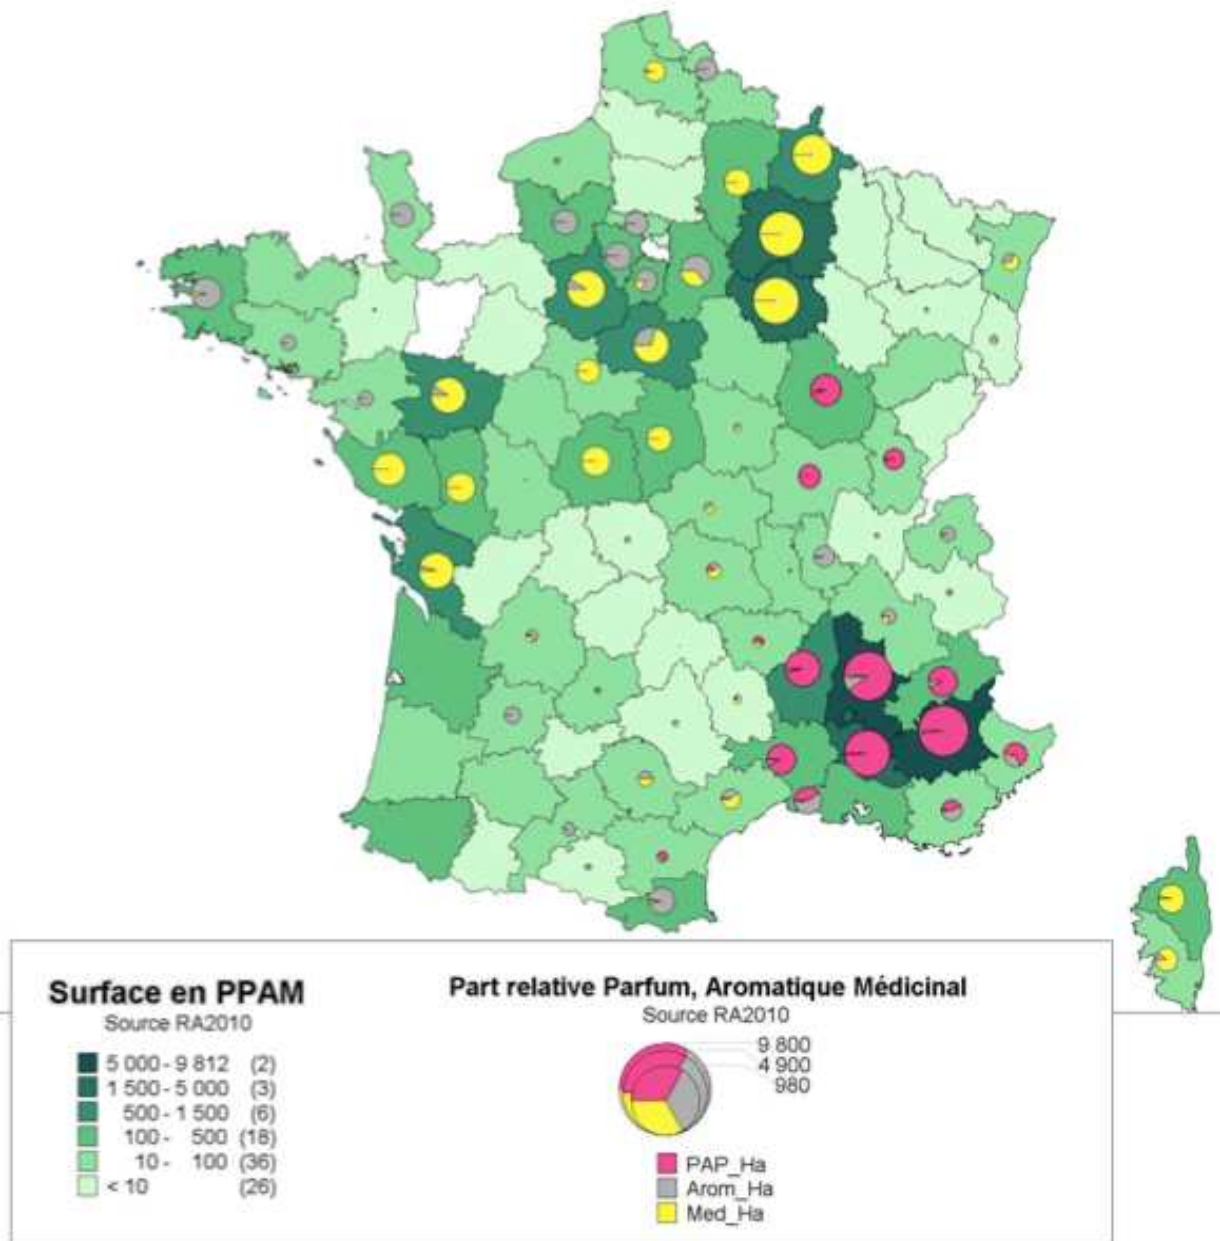 Surface en PPAM
Source RA2010
5 000 - 9 812 (2)
1 500 - 5 000 (3)
500 - 1 500 (6)
100 - 500 (18)
10 - 100 (36)
< 10 (26)
Part relative Parfum, Aromatique Médicinal
Source RA2010
9 800
4 900
980
PAP_Ha
Arom_Ha
Med_Ha